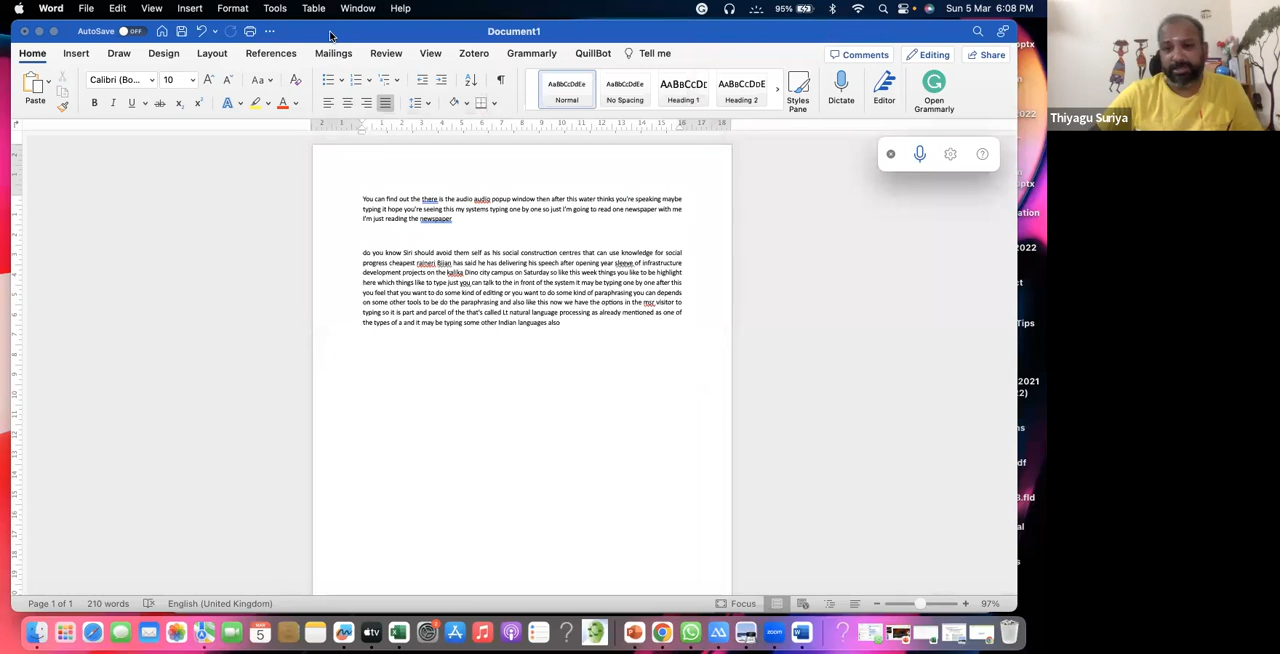 Word File Edit View Insert Format Tools Table Window Help 95% Sun 5 Mar 6:08 PM
AutoSave OFF Document1
Home Insert Draw Design Layout References Mailings Review View Zotero Grammarly QuillBot Tell me Comments Editing Share
Paste Calibri (Bo... 10 AaBbCcDdEe AaBbCcDdEe AaBbCcDc AaBbCcDdE
Normal No Spacing Heading 1 Heading 2 Styles Pane Dictate Editor Open Grammarly
Thiyagu Suriya
You can find out the there is the audio audio popup window then after this water thinks you're speaking maybe
typing it hope you're seeing this my systems typing one by one so just I'm going to read one newspaper with me
I'm just reading the newspaper
do you know Siri should avoid them self as his social construction centres that can use knowledge for social
progress cheapest Bijan has said he has delivering his speech after opening year sleeve of infrastructure
development projects on the kalika Dino city campus on Saturday so like this week things you like to be highlight
here which things like to type just you can talk to the in front of the system it may be typing one by one after this
you feel that you want to do some kind of editing or you want to do some kind of paraphrasing you can depends
on some other tools to be do the paraphrasing and also like this now we have the options in the msr visitor to
typing so it is part and parcel of the that's called Lt natural language processing as already mentioned as one of
the types of a and it may be typing some other Indian languages also
Page 1 of 1 210 words English (United Kingdom) Focus 97%